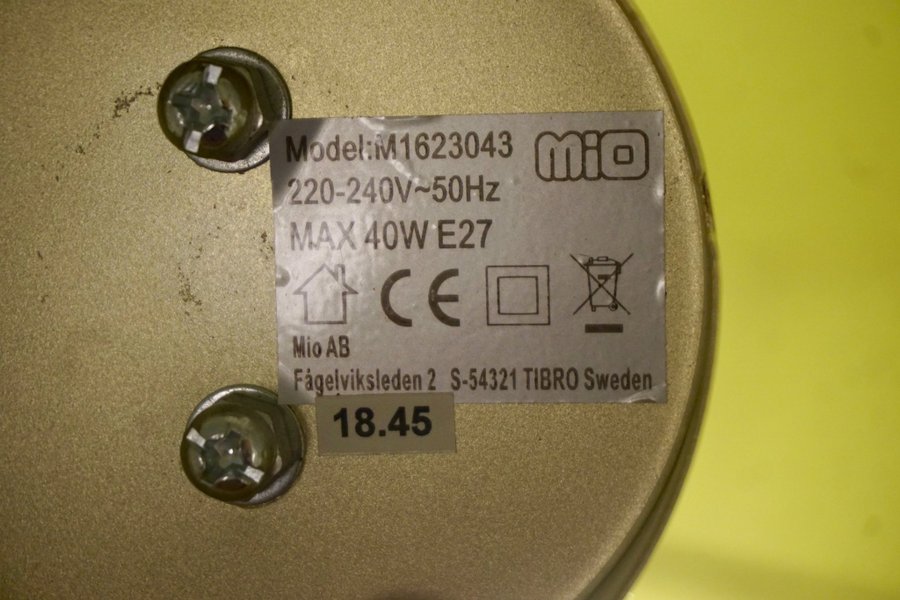 Model:M1623043
mio
220-240V~50Hz
MAX 40W E27
CE
Mio AB
Fågelviksleden 2 S-54321 TIBRO Sweden
18.45